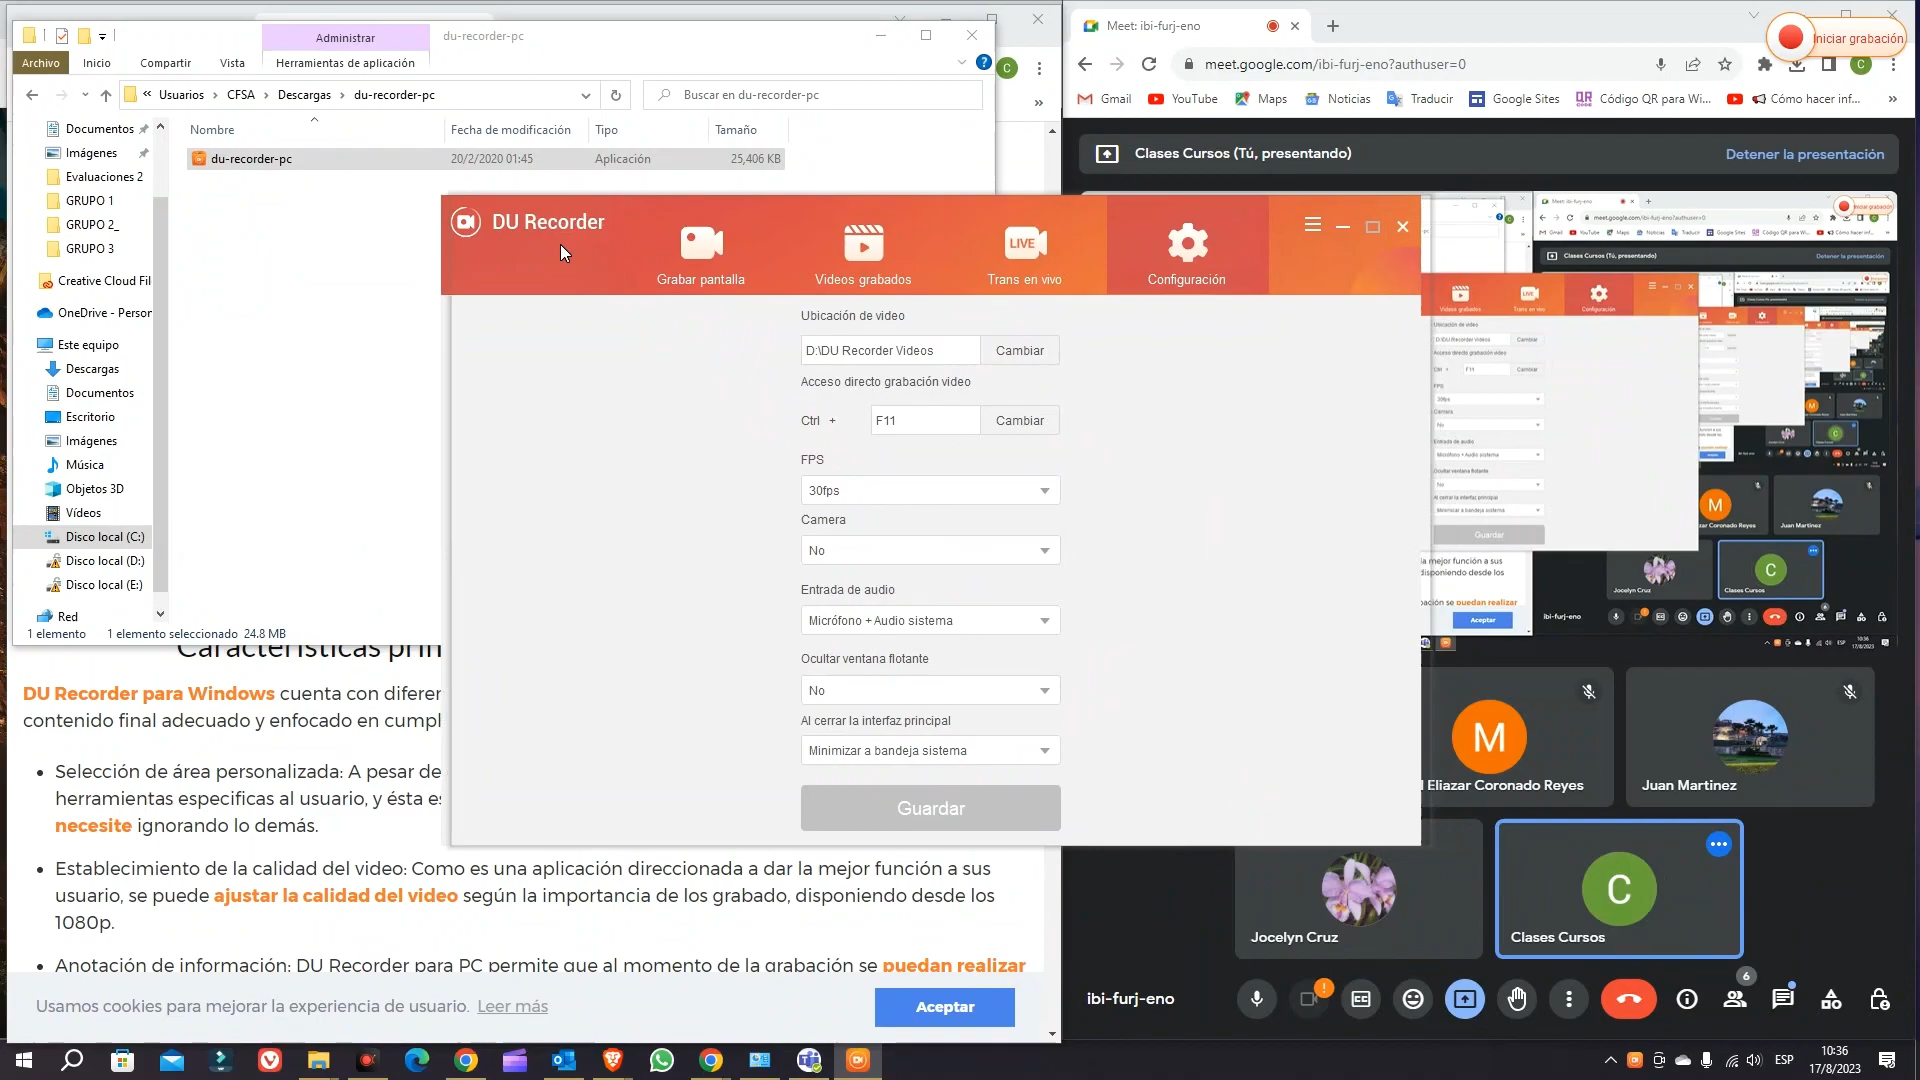 Administrar
du-recorder-pc
Archivo
Inicio
Compartir
Vista
Herramientas de aplicación
« Usuarios > CFSA > Descargas > du-recorder-pc
Buscar en du-recorder-pc
Nombre
Fecha de modificación
Tipo
Tamaño
du-recorder-pc
20/2/2020 01:45
Aplicación
25,406 KB
Documentos
Imágenes
Evaluaciones 2
GRUPO 1
GRUPO 2_
GRUPO 3
Creative Cloud Fil
OneDrive - Person
Este equipo
Descargas
Documentos
Escritorio
Imágenes
Música
Objetos 3D
Vídeos
Disco local (C:)
Disco local (D:)
Disco local (E:)
Red
1 elemento
1 elemento seleccionado 24.8 MB
DU Recorder
Grabar pantalla
Videos grabados
LIVE
Trans en vivo
Configuración
Ubicación de video
D:\DU Recorder Videos
Cambiar
Acceso directo grabación video
Ctrl +
F11
Cambiar
FPS
30fps
Camera
No
Entrada de audio
Micrófono + Audio sistema
Ocultar ventana flotante
No
Al cerrar la interfaz principal
Minimizar a bandeja sistema
Guardar
Características prin
DU Recorder para Windows cuenta con diferen
contenido final adecuado y enfocado en cumpl
• Selección de área personalizada: A pesar de
herramientas especificas al usuario, y ésta es
necesite ignorando lo demás.
• Establecimiento de la calidad del video: Como es una aplicación direccionada a dar la mejor función a sus
usuario, se puede ajustar la calidad del video según la importancia de los grabado, disponiendo desde los
1080p.
• Anotación de información: DU Recorder para PC permite que al momento de la grabación se puedan realizar
Usamos cookies para mejorar la experiencia de usuario. Leer más
Aceptar
Meet: ibi-furj-eno
Iniciar grabación
meet.google.com/ibi-furj-eno?authuser=0
C
C
Gmail
YouTube
Maps
Noticias
Traducir
Google Sites
Código QR para Wi...
Cómo hacer inf...
Clases Cursos (Tú, presentando)
Detener la presentación
M
l Eliazar Coronado Reyes
Juan Martinez
Jocelyn Cruz
C
Clases Cursos
ibi-furj-eno
6
ESP
10:36
17/8/2023